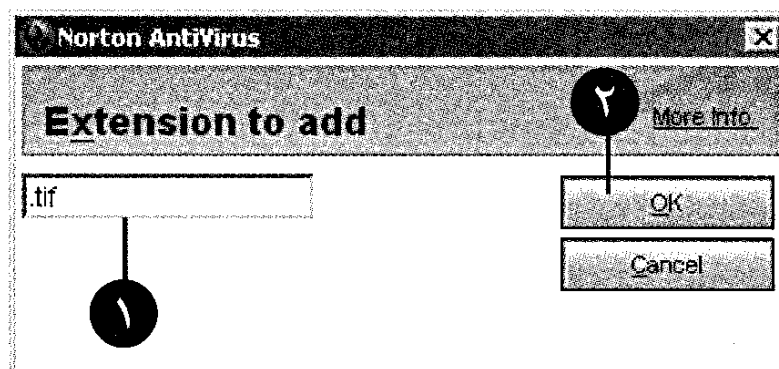 Norton AntiVirus
Extension to add
٢
More Info
.tif
OK
Cancel
١